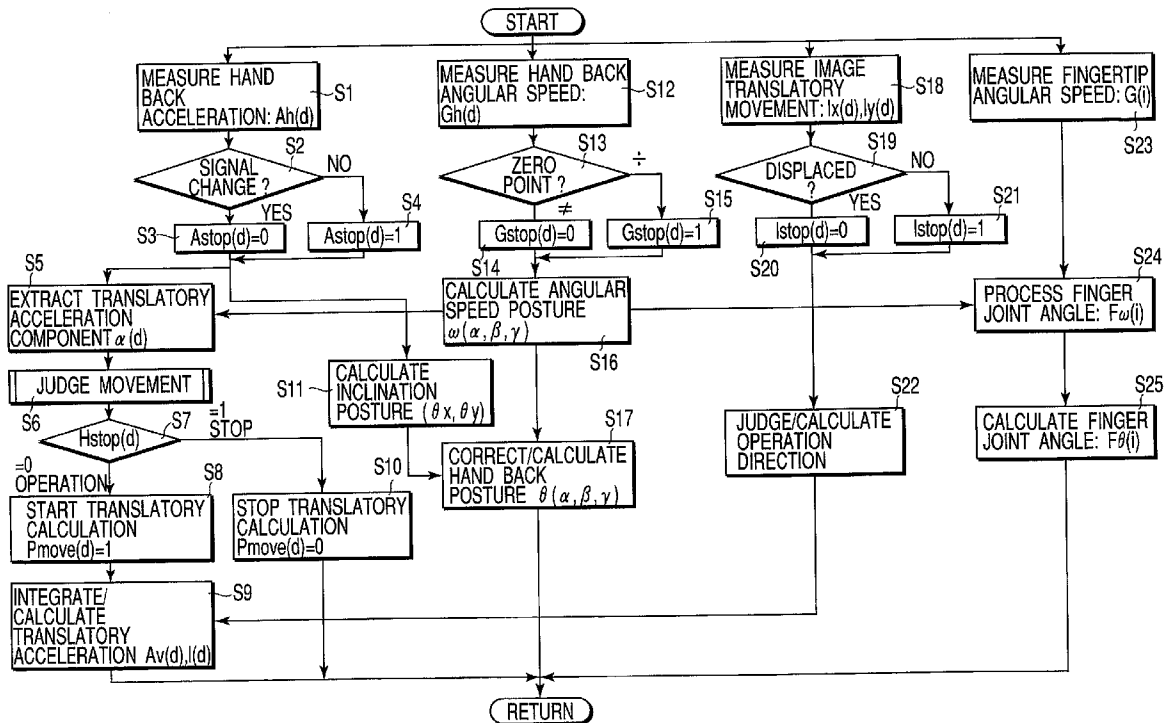 START
MEASURE HAND
BACK
ACCELERATION: Ah(d)
S1
MEASURE HAND BACK
ANGULAR SPEED:
Gh(d)
S12
MEASURE IMAGE
TRANSLATORY
MOVEMENT: Ix(d),Iy(d)
S18
MEASURE FINGERTIP
ANGULAR SPEED: G(i)
S23
S2
SIGNAL
CHANGE ?
NO
YES
S13
ZERO
POINT ?
÷
≠
S19
DISPLACED
?
NO
YES
S3
Astop(d)=0
S4
Astop(d)=1
Gstop(d)=0
S14
S15
Gstop(d)=1
Istop(d)=0
S20
S21
Istop(d)=1
S5
EXTRACT TRANSLATORY
ACCELERATION
COMPONENT α(d)
CALCULATE ANGULAR
SPEED POSTURE
ω(α,β,γ)
S16
S24
PROCESS FINGER
JOINT ANGLE: Fω(i)
JUDGE MOVEMENT
S6
S11
CALCULATE
INCLINATION
POSTURE (θx,θy)
S7
Hstop(d)
=1
STOP
=0
OPERATION
S17
CORRECT/CALCULATE
HAND BACK
POSTURE θ(α,β,γ)
S22
JUDGE/CALCULATE
OPERATION
DIRECTION
S25
CALCULATE FINGER
JOINT ANGLE: Fθ(i)
S8
START TRANSLATORY
CALCULATION
Pmove(d)=1
S10
STOP TRANSLATORY
CALCULATION
Pmove(d)=0
S9
INTEGRATE/
CALCULATE
TRANSLATORY
ACCELERATION Av(d),I(d)
RETURN